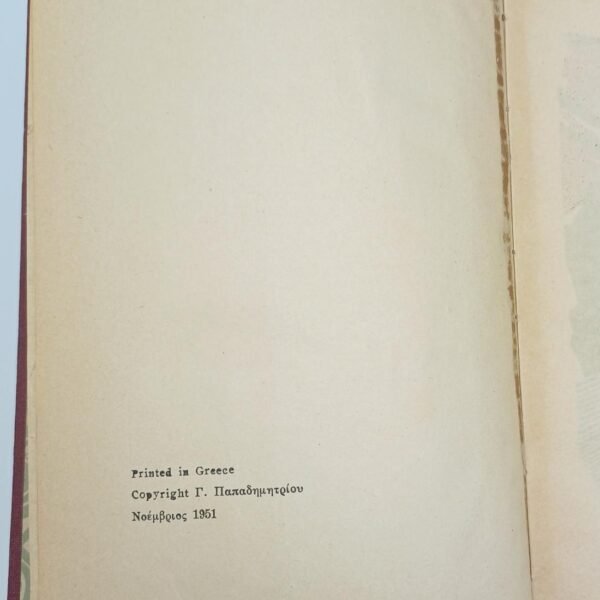 Printed in Greece
Copyright Γ. Παπαδημητρίου
Νοέμβριος 1951